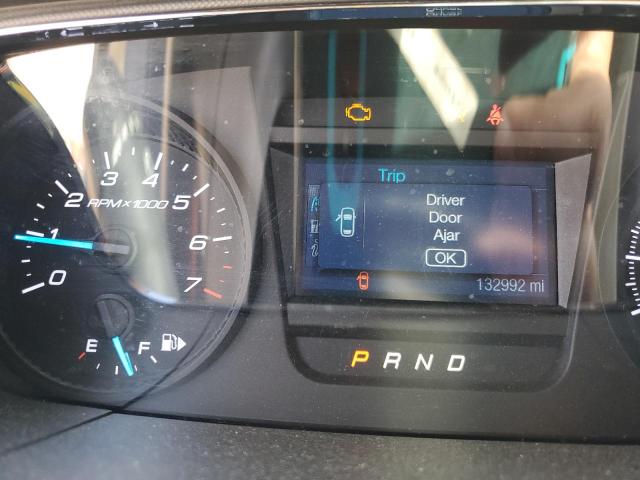 Trip
Driver
Door
Ajar
OK
132992 mi
0 1 2 3 4 5 6 7
RPMX1000
E F
P R N D